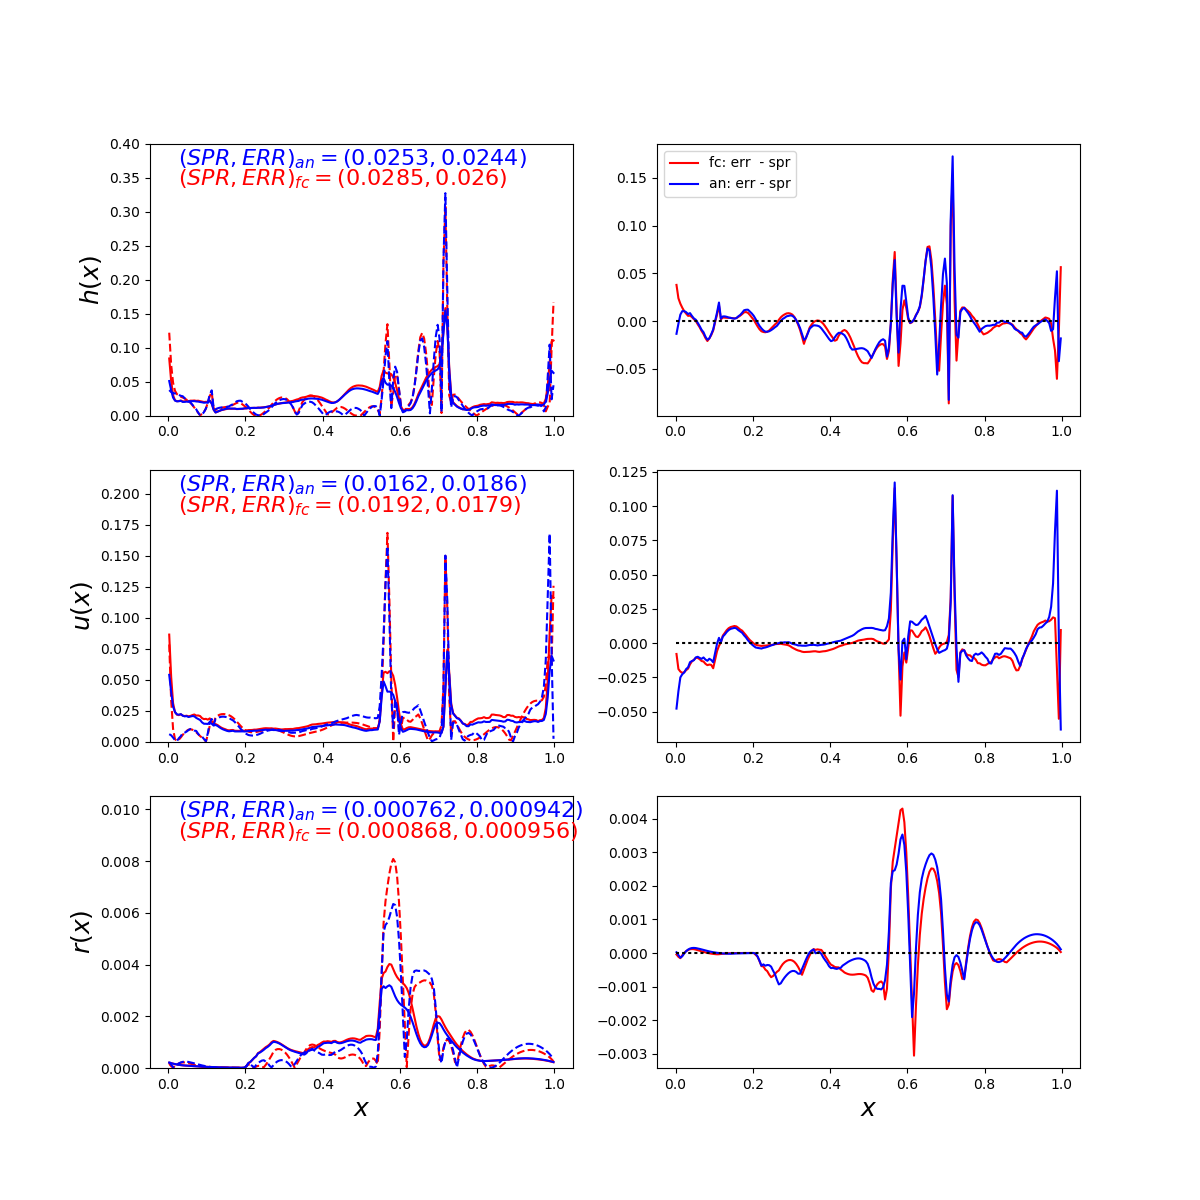 (SPR, ERR)an = (0.0253, 0.0244)
(SPR, ERR)fc = (0.0285, 0.026)
0.40
0.35
0.30
0.25
0.20
0.15
0.10
0.05
0.00
h(x)
0.0 0.2 0.4 0.6 0.8 1.0
fc: err - spr
an: err - spr
0.15
0.10
0.05
0.00
−0.05
0.0 0.2 0.4 0.6 0.8 1.0
(SPR, ERR)an = (0.0162, 0.0186)
(SPR, ERR)fc = (0.0192, 0.0179)
0.200
0.175
0.150
0.125
0.100
0.075
0.050
0.025
0.000
u(x)
0.0 0.2 0.4 0.6 0.8 1.0
0.125
0.100
0.075
0.050
0.025
0.000
−0.025
−0.050
0.0 0.2 0.4 0.6 0.8 1.0
(SPR, ERR)an = (0.000762, 0.000942)
(SPR, ERR)fc = (0.000868, 0.000956)
0.010
0.008
0.006
0.004
0.002
0.000
r(x)
0.0 0.2 0.4 0.6 0.8 1.0
x
0.004
0.003
0.002
0.001
0.000
−0.001
−0.002
−0.003
0.0 0.2 0.4 0.6 0.8 1.0
x